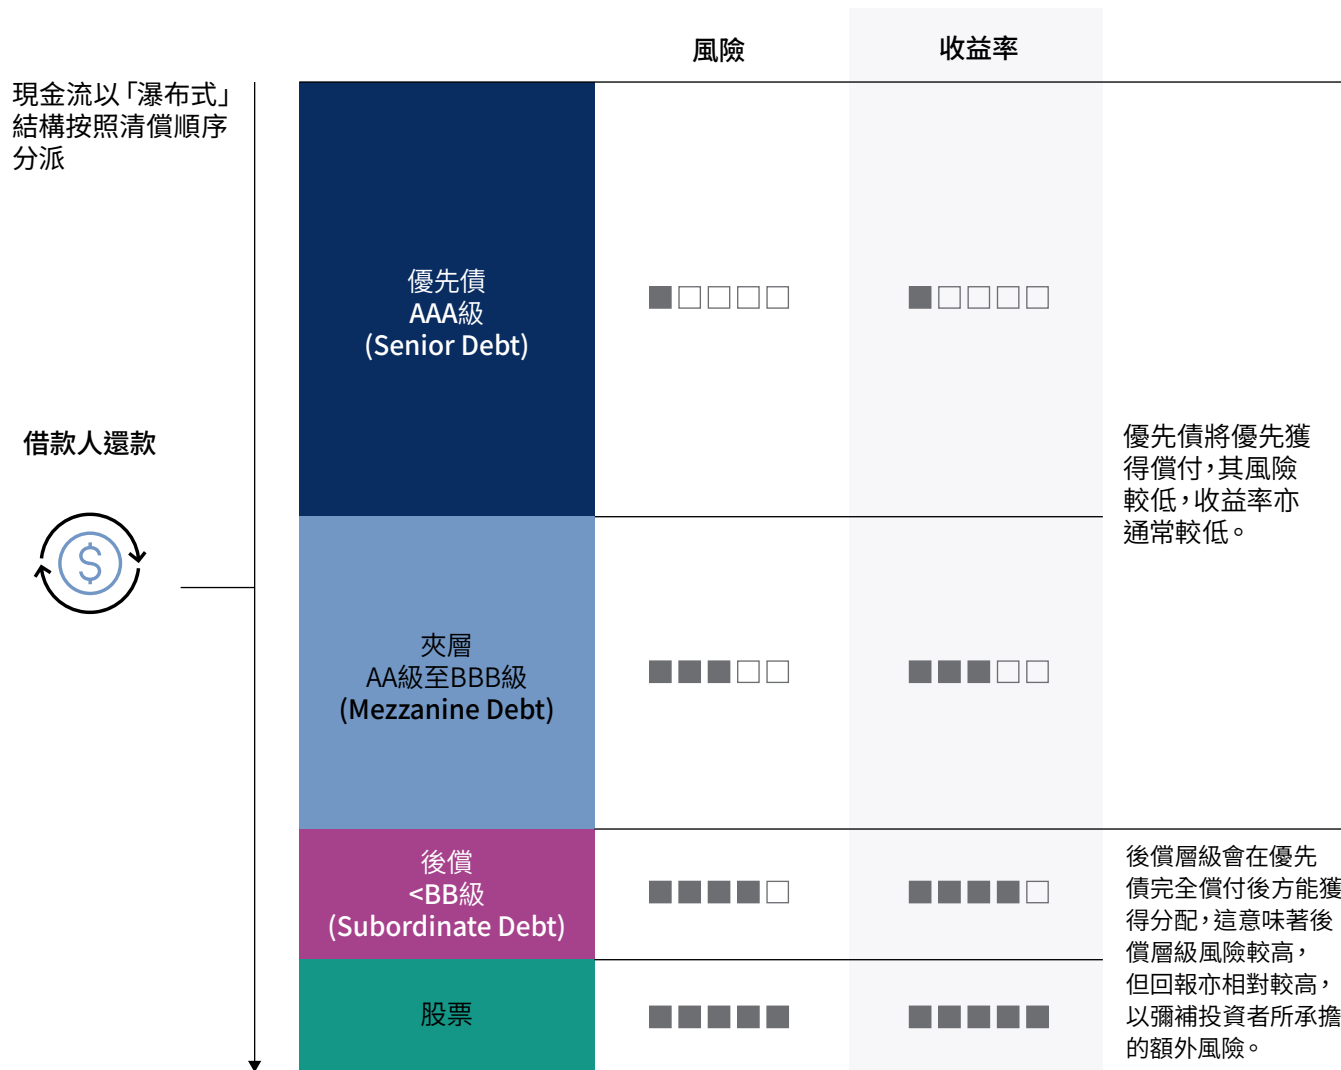 風險
收益率
現金流以「瀑布式」
結構按照清償順序
分派
借款人還款
$
優先債
AAA級
(Senior Debt)
優先債將優先獲
得償付，其風險
較低，收益率亦
通常較低。
夾層
AA級至BBB級
(Mezzanine Debt)
後償
<BB級
(Subordinate Debt)
股票
後償層級會在優先
債完全償付後方能獲
得分配，這意味著後
償層級風險較高，
但回報亦相對較高，
以彌補投資者所承擔
的額外風險。